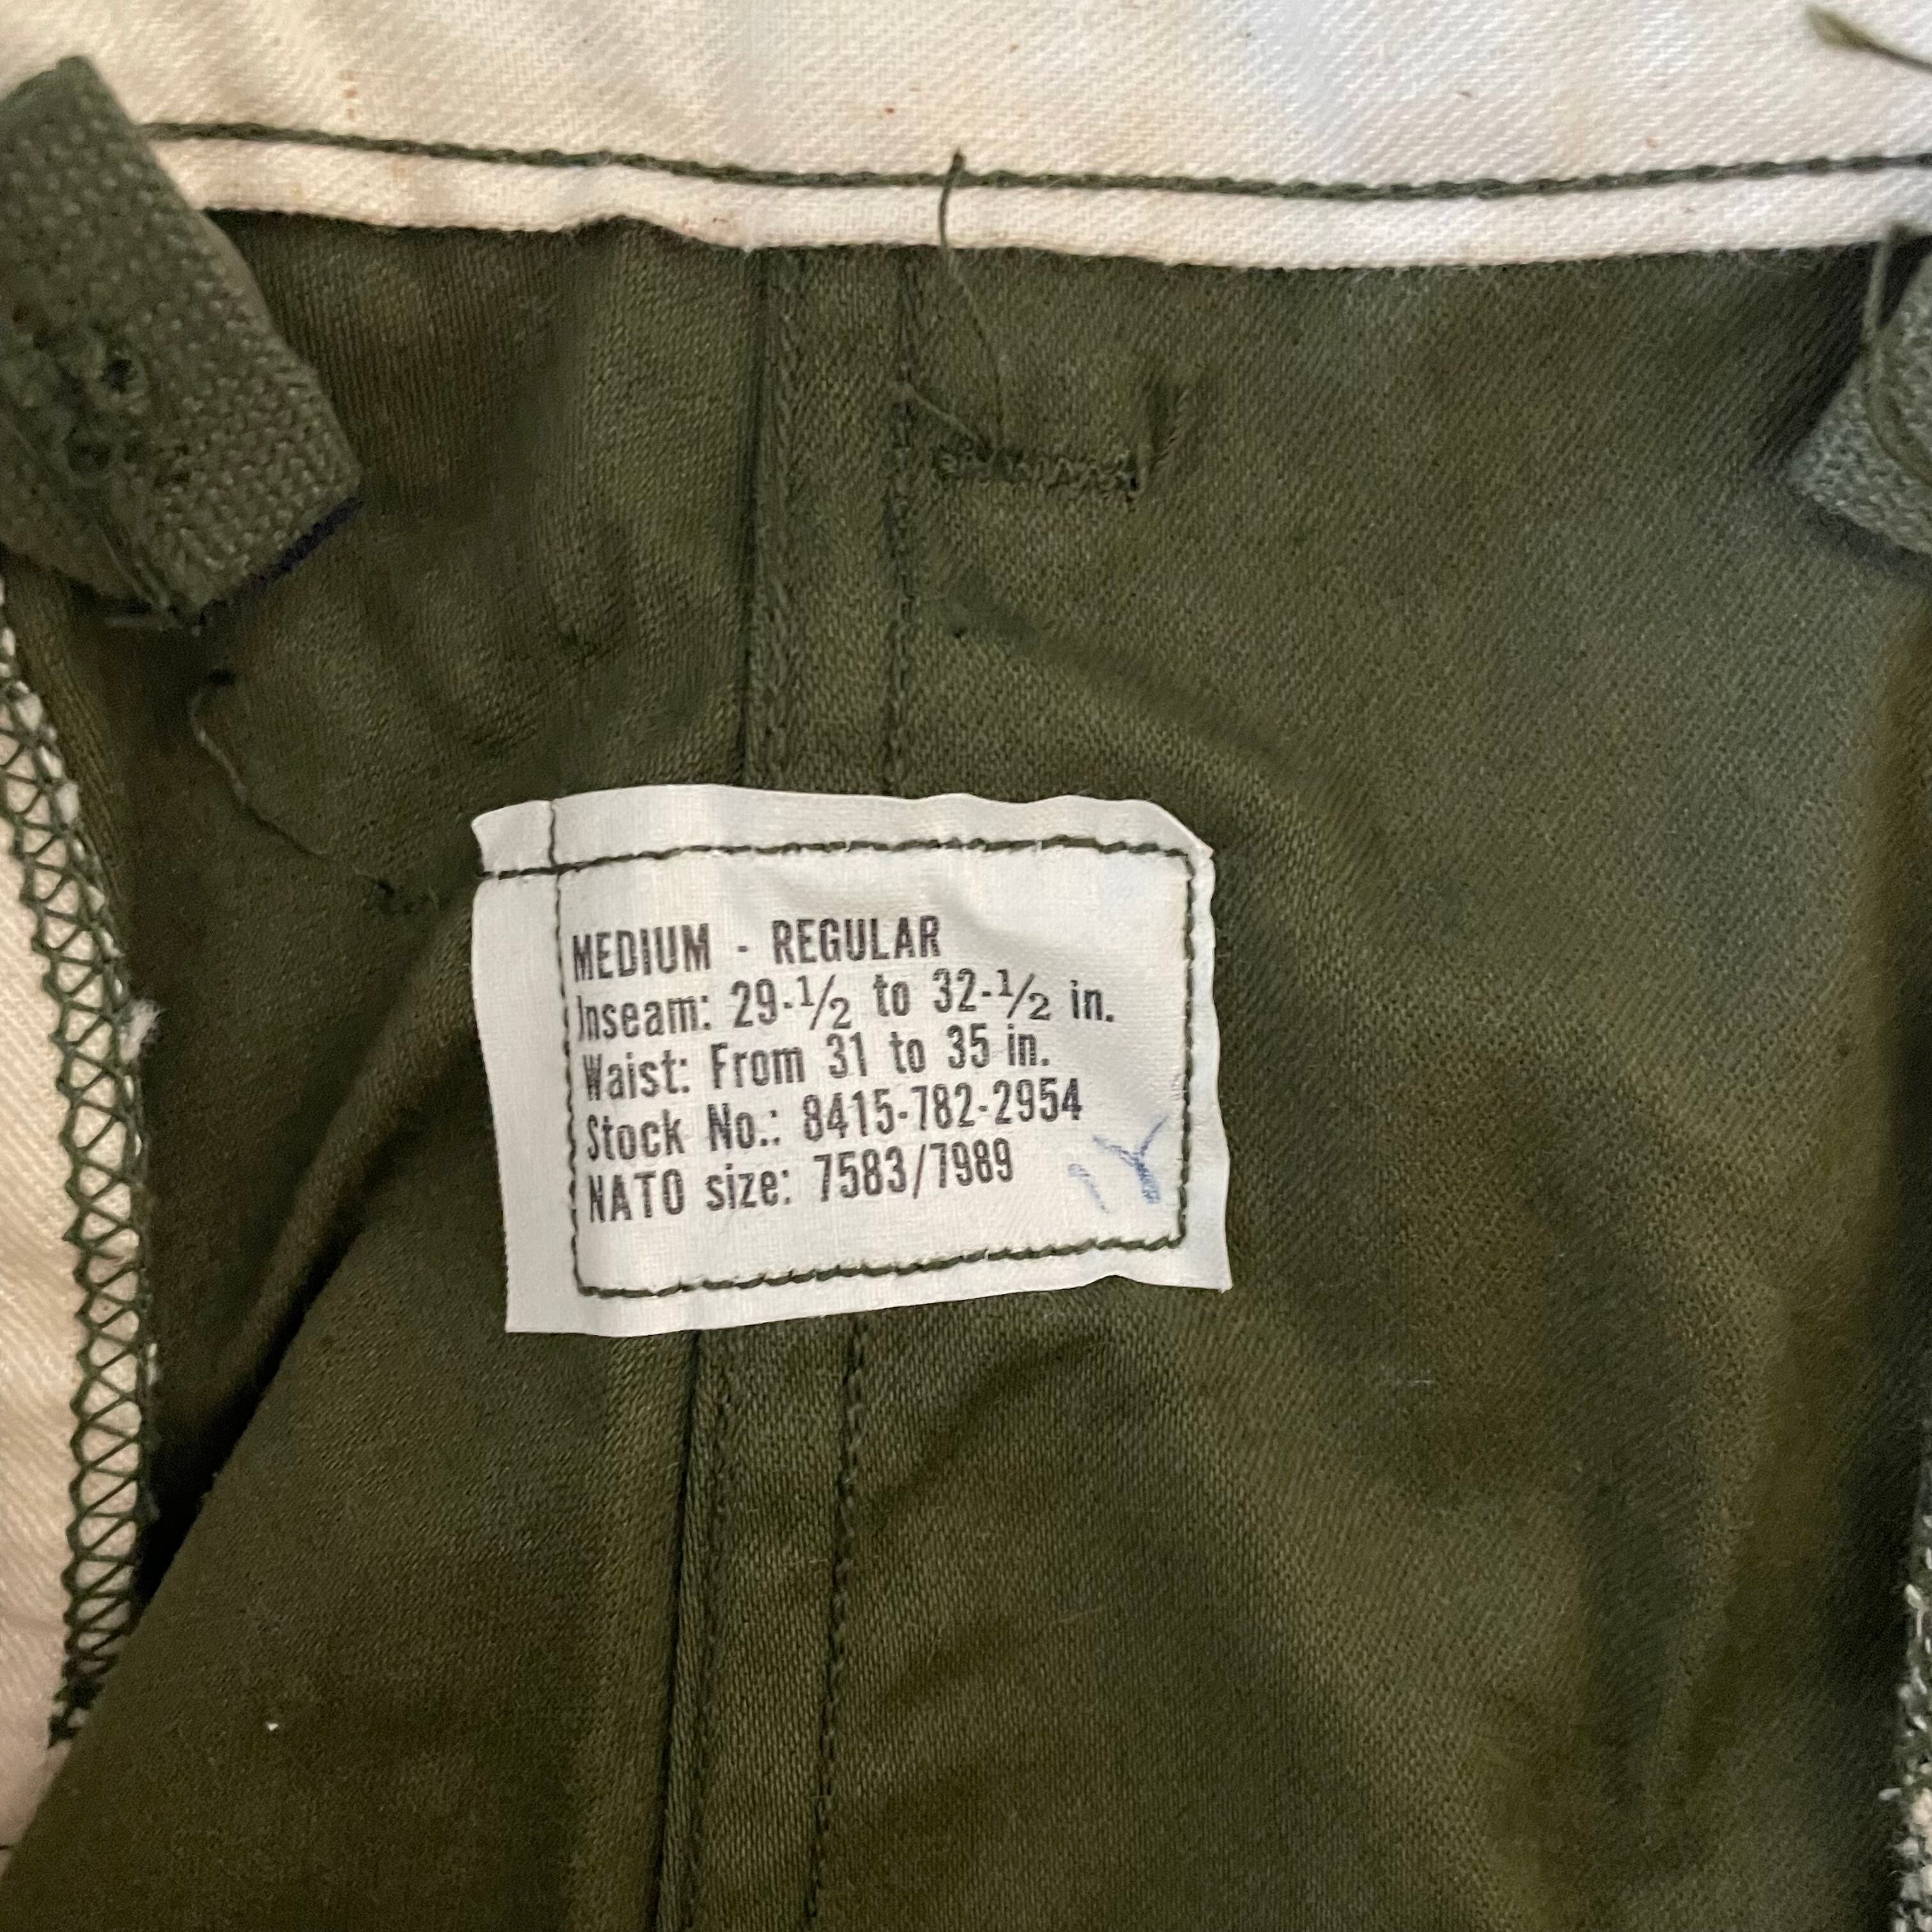 MEDIUM - REGULAR
Inseam: 29-1/2 to 32-1/2 in.
Waist: From 31 to 35 in.
Stock No.: 8415-782-2954
NATO size: 7583/7989